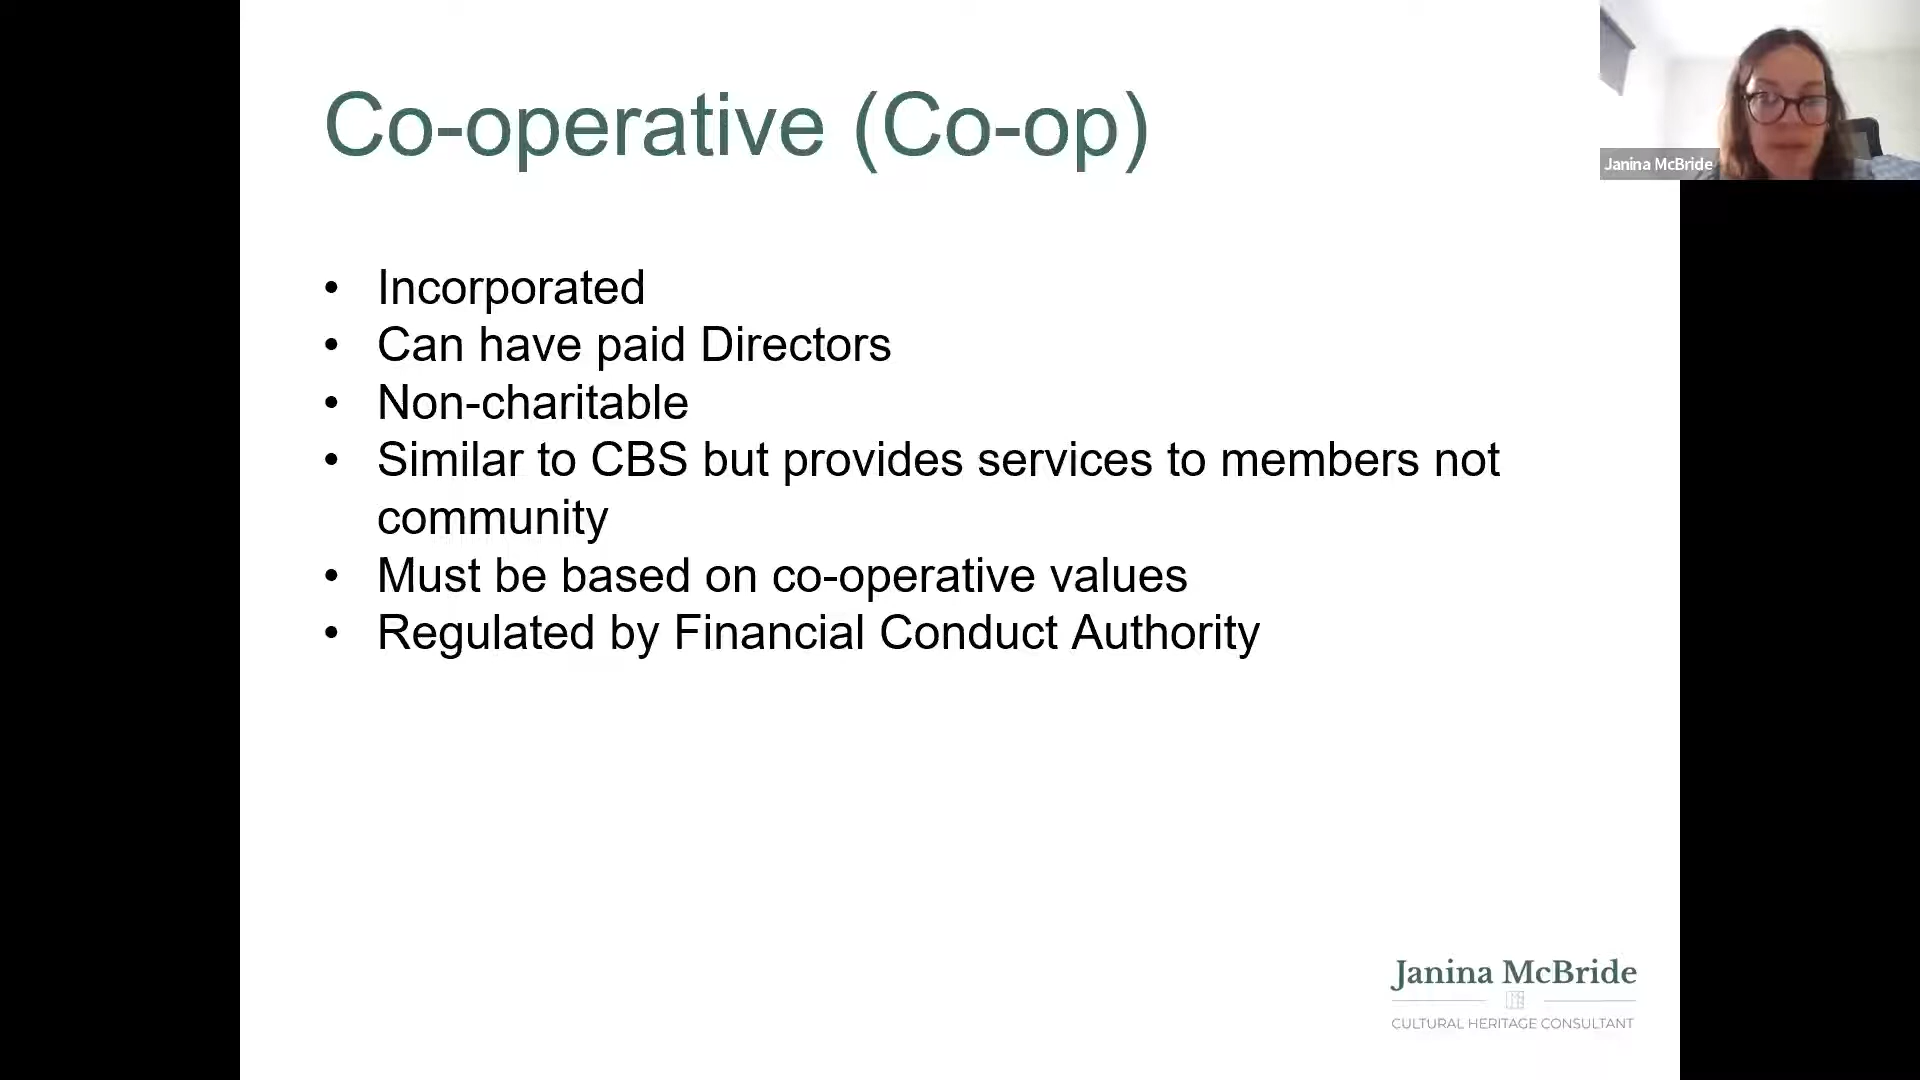 Co-operative (Co-op)
• Incorporated
• Can have paid Directors
• Non-charitable
• Similar to CBS but provides services to members not
community
• Must be based on co-operative values
• Regulated by Financial Conduct Authority
Janina McBride
Janina McBride
CULTURAL HERITAGE CONSULTANT